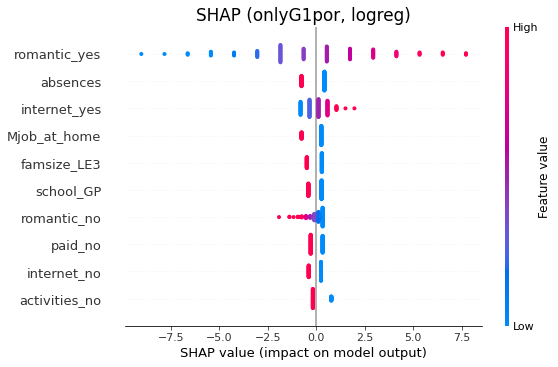 SHAP (onlyG1por, logreg)
High
romantic_yes
absences
internet_yes
Mjob_at_home
famsize_LE3
school_GP
romantic_no
paid_no
internet_no
activities_no
Feature value
Low
−7.5 −5.0 −2.5 0.0 2.5 5.0 7.5
SHAP value (impact on model output)